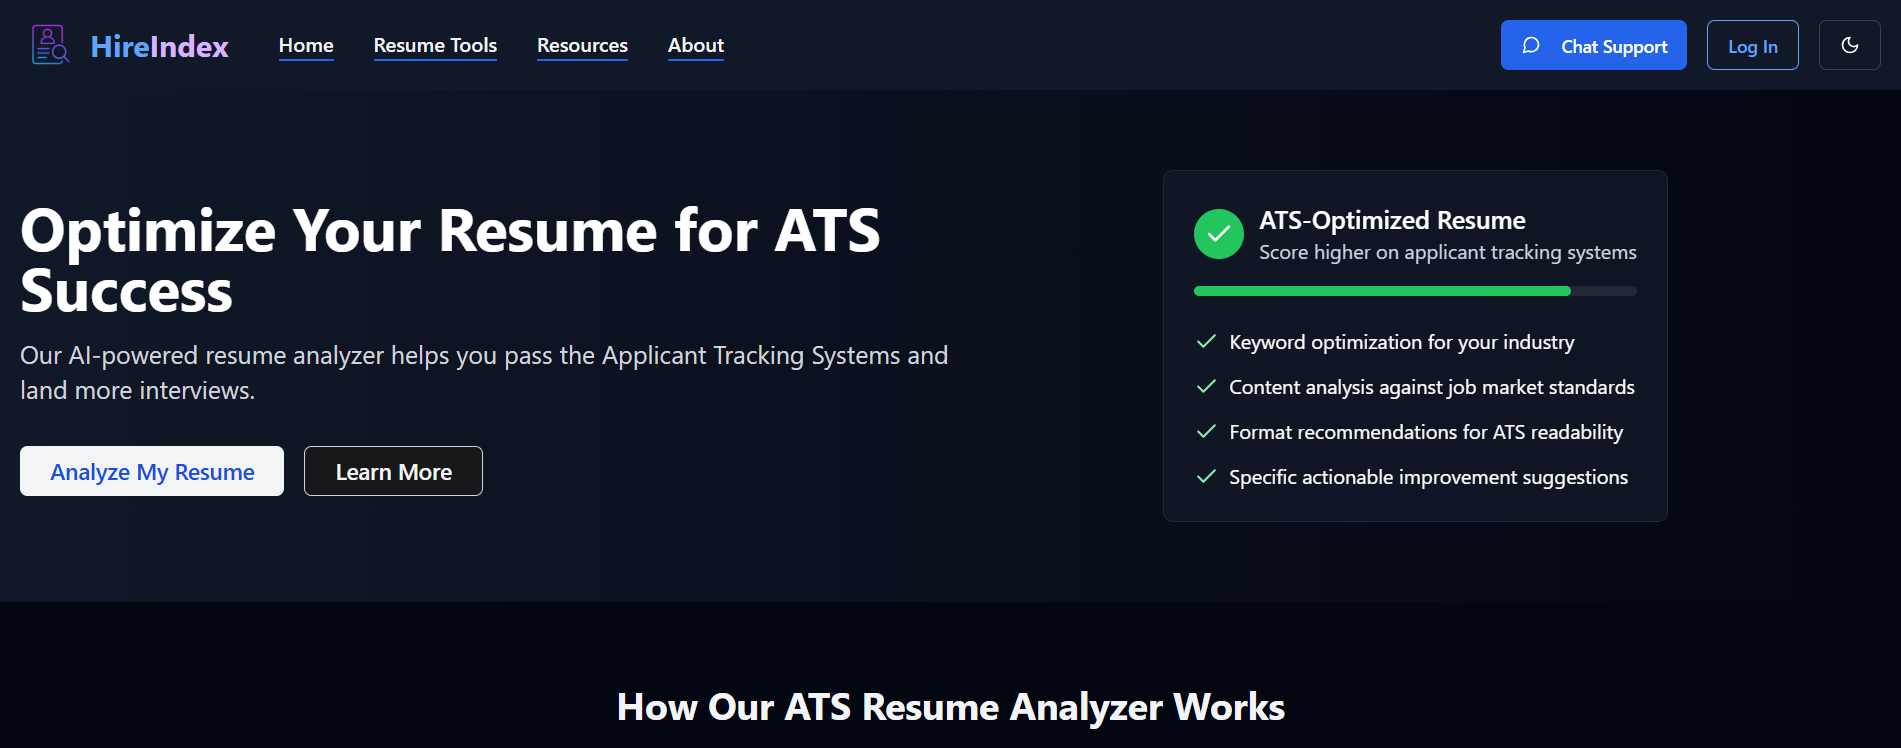 HireIndex
Home
Resume Tools
Resources
About
Chat Support
Log In
Optimize Your Resume for ATS
Success
Our AI-powered resume analyzer helps you pass the Applicant Tracking Systems and
land more interviews.
Analyze My Resume
Learn More
ATS-Optimized Resume
Score higher on applicant tracking systems
Keyword optimization for your industry
Content analysis against job market standards
Format recommendations for ATS readability
Specific actionable improvement suggestions
How Our ATS Resume Analyzer Works